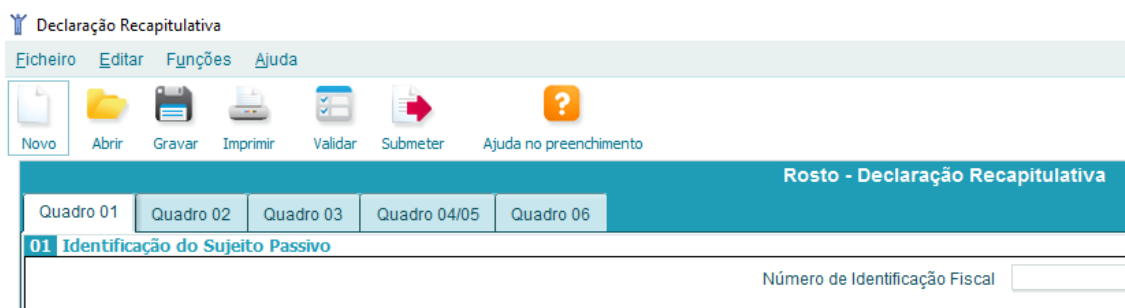 Declaração Recapitulativa
Ficheiro Editar Funções Ajuda
Novo Abrir Gravar Imprimir Validar Submeter Ajuda no preenchimento
Rosto - Declaração Recapitulativa
Quadro 01 Quadro 02 Quadro 03 Quadro 04/05 Quadro 06
01 Identificação do Sujeito Passivo
Número de Identificação Fiscal